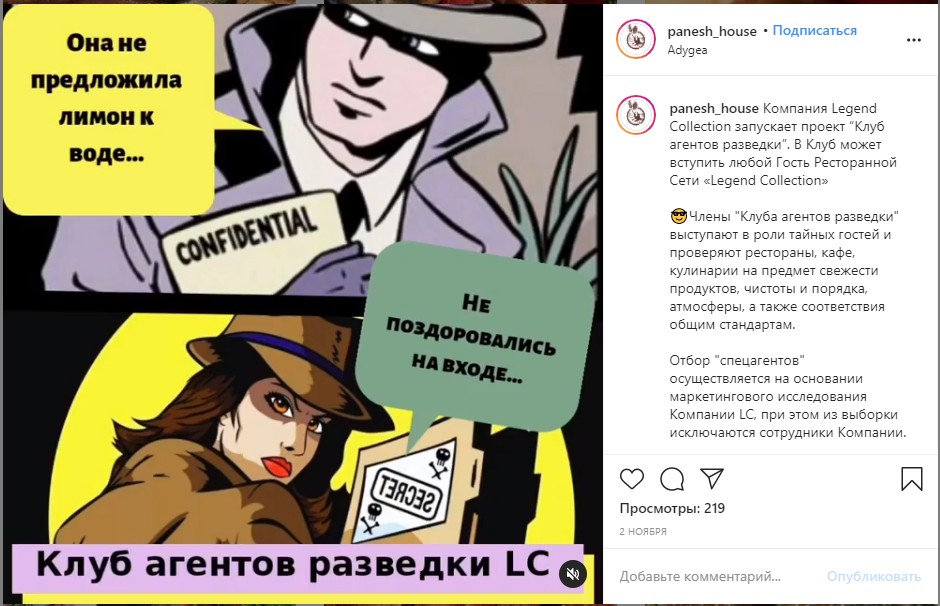 Она не
предложила
лимон к
воде...
CONFIDENTIAL
Не
поздоровались
на входе...
SECRET
Клуб агентов разведки LC
panesh_house • Подписаться
Adygea
panesh_house Компания Legend
Collection запускает проект “Клуб
агентов разведки”. В Клуб может
вступить любой Гость Ресторанной
Сети «Legend Collection»
😎Члены "Клуба агентов разведки"
выступают в роли тайных гостей и
проверяют рестораны, кафе,
кулинарии на предмет свежести
продуктов, чистоты и порядка,
атмосферы, а также соответствия
общим стандартам.
Отбор "спецагентов"
осуществляется на основании
маркетингового исследования
Компании LC, при этом из выборки
исключаются сотрудники Компании.
Просмотры: 219
2 НОЯБРЯ
Добавьте комментарий...
Опубликовать